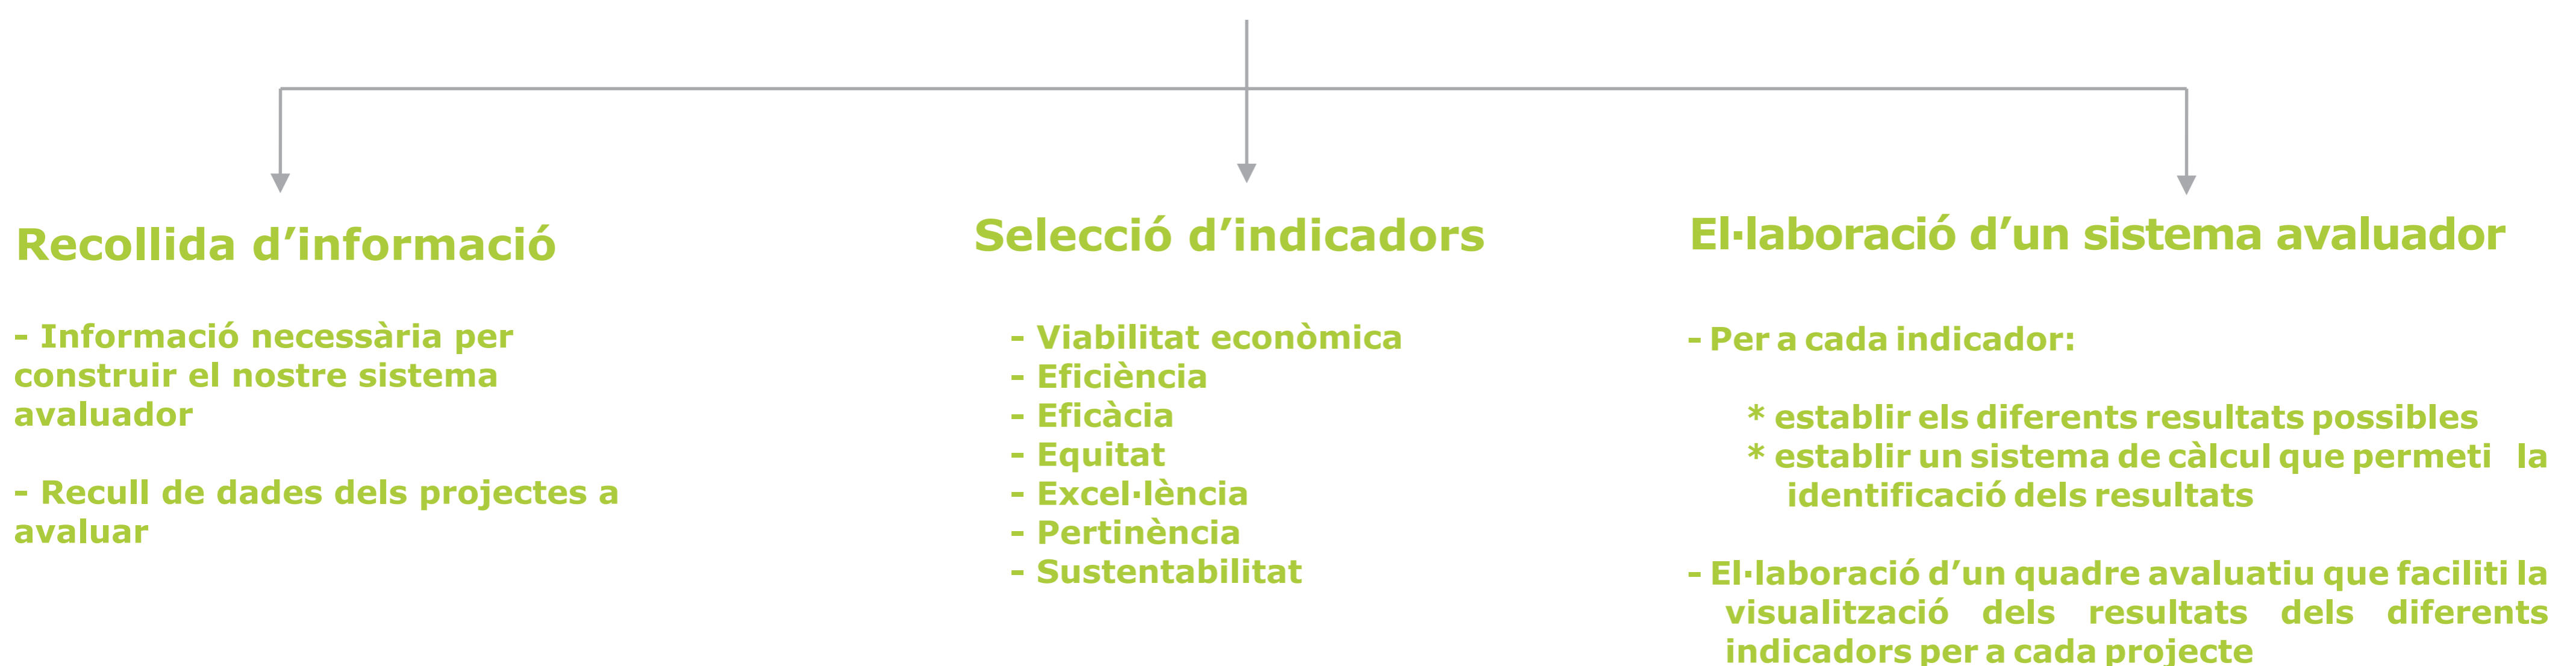 Recollida d’informació
- Informació necessària per
construir el nostre sistema
avaluador
- Recull de dades dels projectes a
avaluar
Selecció d’indicadors
- Viabilitat econòmica
- Eficiència
- Eficàcia
- Equitat
- Excel·lència
- Pertinència
- Sustentabilitat
El·laboració d’un sistema avaluador
- Per a cada indicador:
* establir els diferents resultats possibles
* establir un sistema de càlcul que permeti la
identificació dels resultats
- El·laboració d’un quadre avaluatiu que faciliti la
visualització dels resultats dels diferents
indicadors per a cada projecte